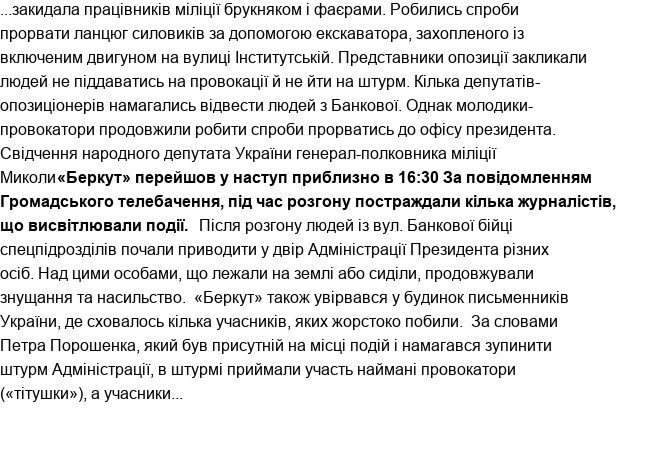 ...закидала працівників міліції брукняком і фаєрами. Робились спроби
прорвати ланцюг силовиків за допомогою екскаватора, захопленого із
включеним двигуном на вулиці Інститутській. Представники опозиції закликали
людей не піддаватись на провокації й не йти на штурм. Кілька депутатів-
опозиціонерів намагались відвести людей з Банкової. Однак молодики-
провокатори продовжили робити спроби прорватись до офісу президента.
Свідчення народного депутата України генерал-полковника міліції
Миколи«Беркут» перейшов у наступ приблизно в 16:30 За повідомленням
Громадського телебачення, під час розгону постраждали кілька журналістів,
що висвітлювали події.   Після розгону людей із вул. Банкової бійці
спецпідрозділів почали приводити у двір Адміністрації Президента різних
осіб. Над цими особами, що лежали на землі або сиділи, продовжували
знущання та насильство.  «Беркут» також увірвався у будинок письменників
України, де сховалось кілька учасників, яких жорстоко побили.  За словами
Петра Порошенка, який був присутній на місці подій і намагався зупинити
штурм Адміністрації, в штурмі приймали участь наймані провокатори
(«тітушки»), а учасники...